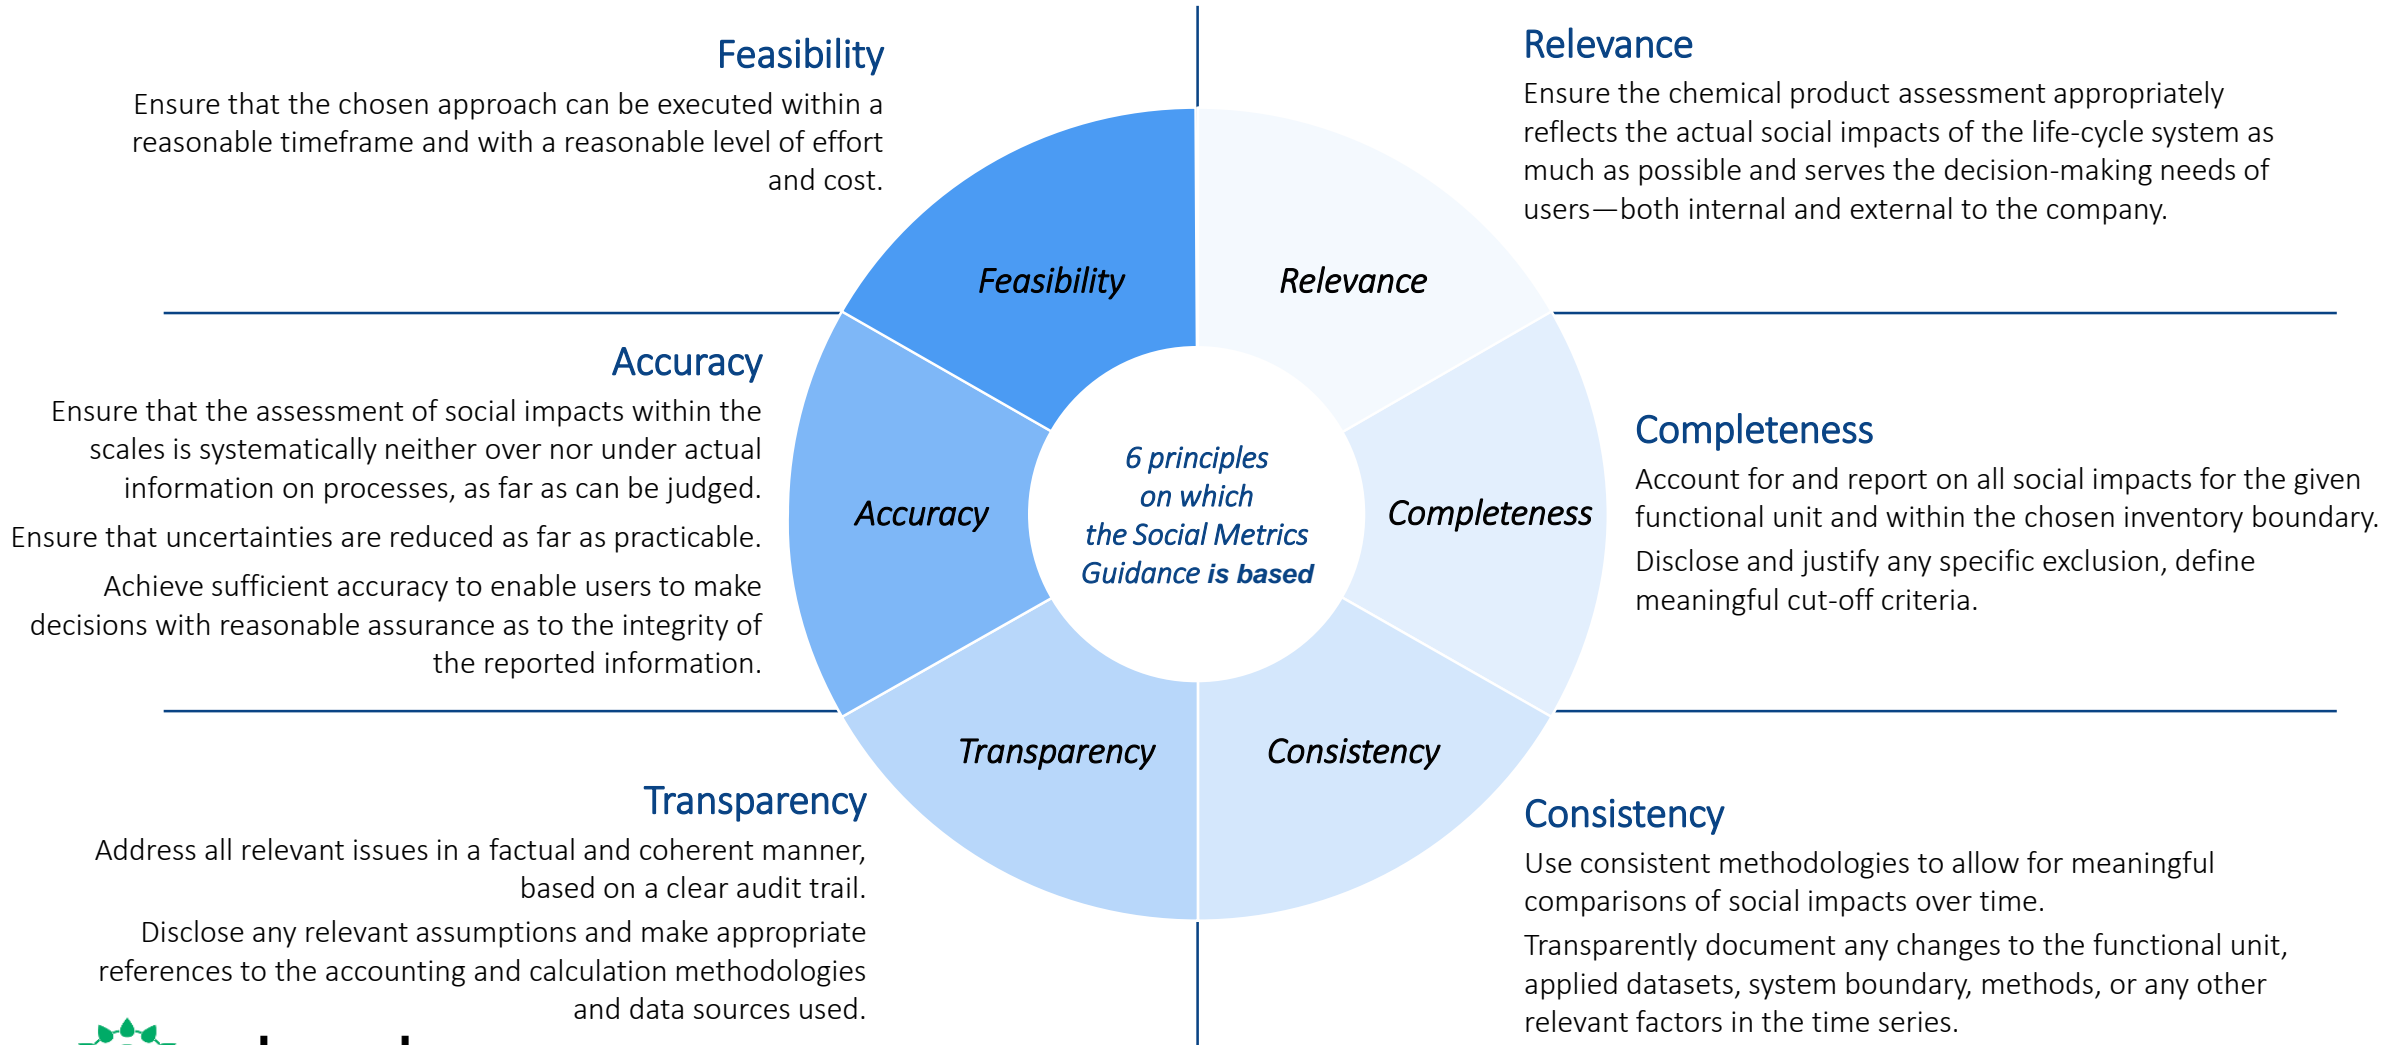 Feasibility
Ensure that the chosen approach can be executed within a
reasonable timeframe and with a reasonable level of effort
and cost.
Relevance
Ensure the chemical product assessment appropriately
reflects the actual social impacts of the life-cycle system as
much as possible and serves the decision-making needs of
users—both internal and external to the company.
Feasibility
Relevance
Accuracy
Ensure that the assessment of social impacts within the
scales is systematically neither over nor under actual
information on processes, as far as can be judged.
Ensure that uncertainties are reduced as far as practicable.
Achieve sufficient accuracy to enable users to make
decisions with reasonable assurance as to the integrity of
the reported information.
Accuracy
6 principles
on which
the Social Metrics
Guidance is based
Completeness
Completeness
Account for and report on all social impacts for the given
functional unit and within the chosen inventory boundary.
Disclose and justify any specific exclusion, define
meaningful cut-off criteria.
Transparency
Consistency
Transparency
Address all relevant issues in a factual and coherent manner,
based on a clear audit trail.
Disclose any relevant assumptions and make appropriate
references to the accounting and calculation methodologies
and data sources used.
Consistency
Use consistent methodologies to allow for meaningful
comparisons of social impacts over time.
Transparently document any changes to the functional unit,
applied datasets, system boundary, methods, or any other
relevant factors in the time series.